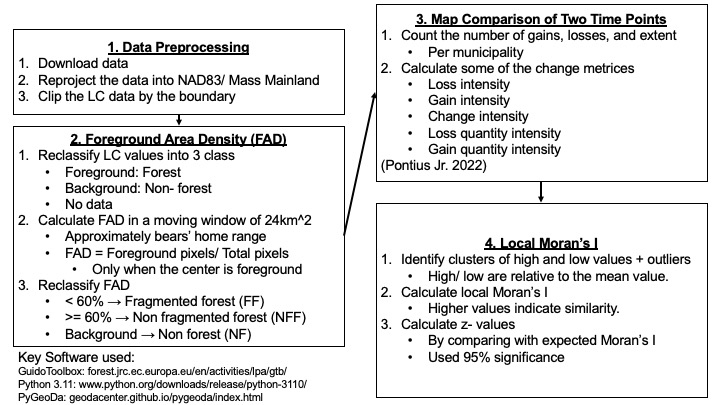 1. Data Preprocessing
1. Download data
2. Reproject the data into NAD83/ Mass Mainland
3. Clip the LC data by the boundary
2. Foreground Area Density (FAD)
1. Reclassify LC values into 3 class
• Foreground: Forest
• Background: Non- forest
• No data
2. Calculate FAD in a moving window of 24km^2
• Approximately bears' home range
• FAD = Foreground pixels/ Total pixels
• Only when the center is foreground
3. Reclassify FAD
• < 60% → Fragmented forest (FF)
• >= 60% → Non fragmented forest (NFF)
• Background → Non forest (NF)
Key Software used:
GuidoToolbox: forest.jrc.ec.europa.eu/en/activities/lpa/gtb/
Python 3.11: www.python.org/downloads/release/python-3110/
PyGeoDa: geodacenter.github.io/pygeoda/index.html
3. Map Comparison of Two Time Points
1. Count the number of gains, losses, and extent
• Per municipality
2. Calculate some of the change metrices
• Loss intensity
• Gain intensity
• Change intensity
• Loss quantity intensity
• Gain quantity intensity
(Pontius Jr. 2022)
4. Local Moran's I
1. Identify clusters of high and low values + outliers
• High/ low are relative to the mean value.
2. Calculate local Moran's I
• Higher values indicate similarity.
3. Calculate z- values
• By comparing with expected Moran's I
• Used 95% significance